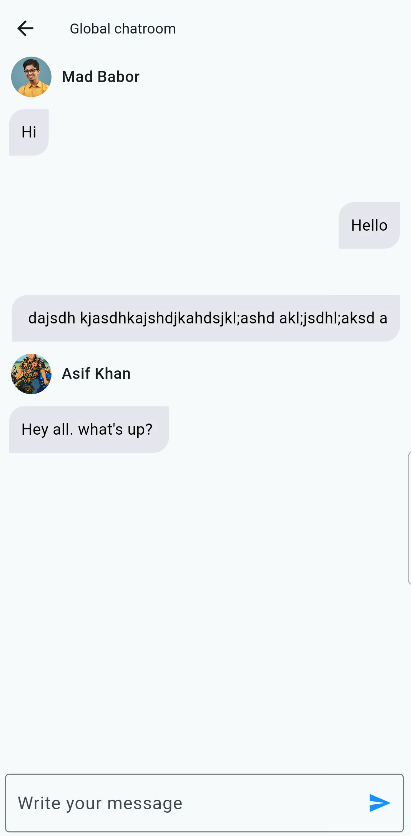 Global chatroom
Mad Babor
Hi
Hello
dajsdh kjasdhkajshdjkahdsjkl;ashd akl;jsdhl;aksd a
Asif Khan
Hey all. what's up?
Write your message